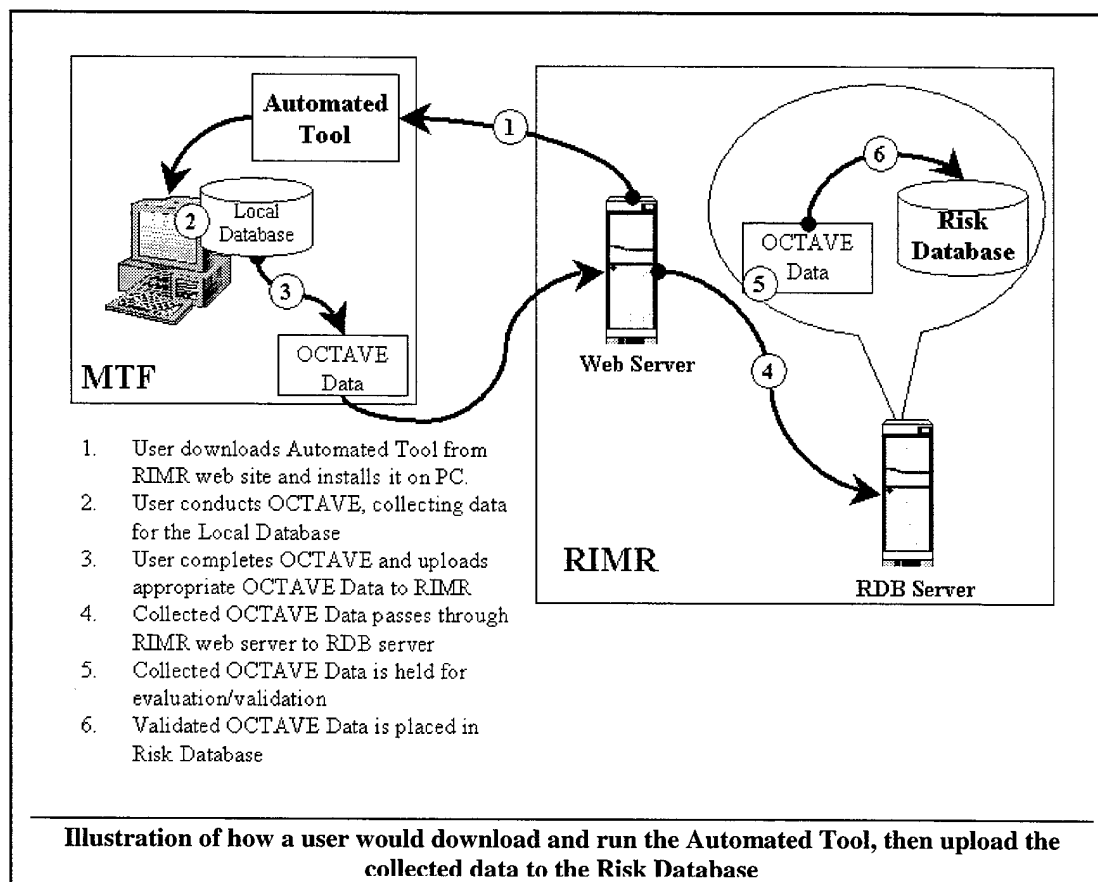 Automated
Tool
1
6
2
Local
Database
3
OCTAVE
Data
MTF
OCTAVE
Data
5
Risk
Database
Web Server
4
RIMR
RDB Server
1. User downloads Automated Tool from
RIMR web site and installs it on PC.
2. User conducts OCTAVE, collecting data
for the Local Database
3. User completes OCTAVE and uploads
appropriate OCTAVE Data to RIMR
4. Collected OCTAVE Data passes through
RIMR web server to RDB server
5. Collected OCTAVE Data is held for
evaluation/validation
6. Validated OCTAVE Data is placed in
Risk Database
Illustration of how a user would download and run the Automated Tool, then upload the
collected data to the Risk Database